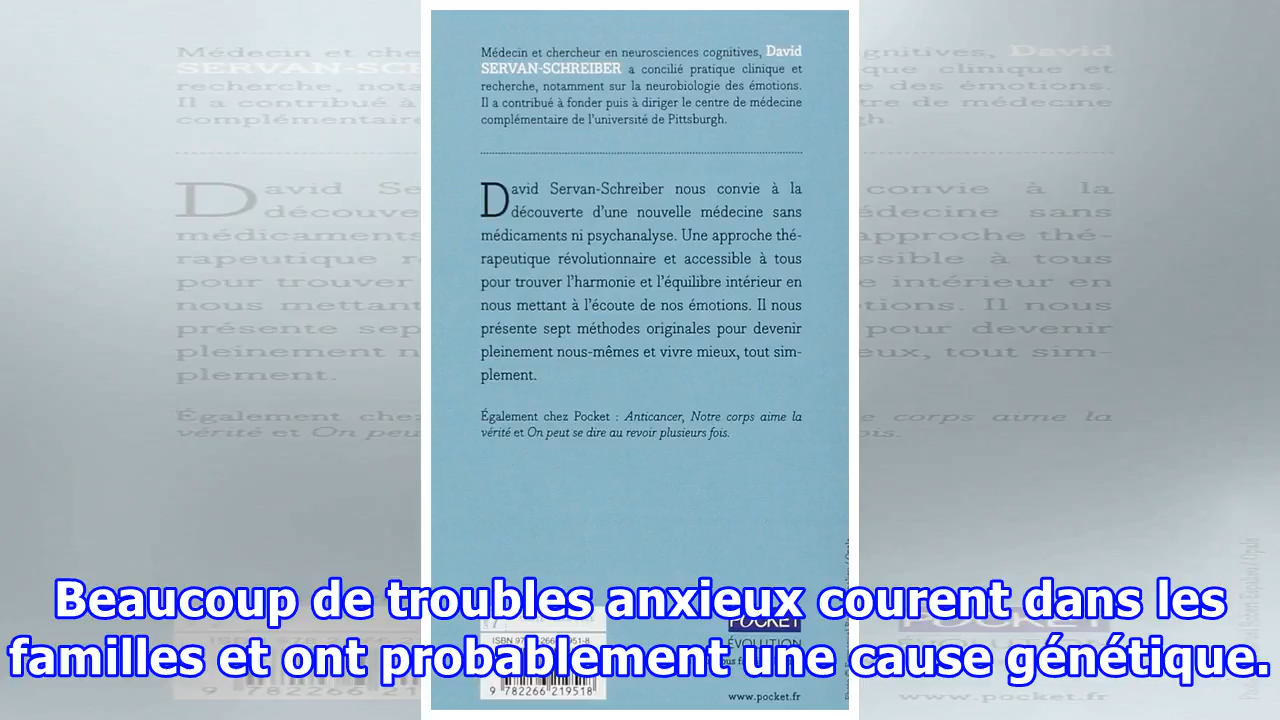 Médecin et chercheur en neurosciences cognitives, David
SERVAN-SCHREIBER a concilié pratique clinique et
recherche, notamment sur la neurobiologie des émotions.
Il a contribué à fonder puis à diriger le centre de médecine
complémentaire de l'université de Pittsburgh.
David Servan-Schreiber nous convie à la
découverte d'une nouvelle médecine sans
médicaments ni psychanalyse. Une approche thé-
rapeutique révolutionnaire et accessible à tous
pour trouver l'harmonie et l'équilibre intérieur en
nous mettant à l'écoute de nos émotions. Il nous
présente sept méthodes originales pour devenir
pleinement nous-mêmes et vivre mieux, tout sim-
plement.
Également chez Pocket : Anticancer, Notre corps aime la
vérité et On peut se dire au revoir plusieurs fois.
Beaucoup de troubles anxieux courent dans les
familles et ont probablement une cause génétique.
POCKET
ISBN
9 782266 219518
www.pocket.fr